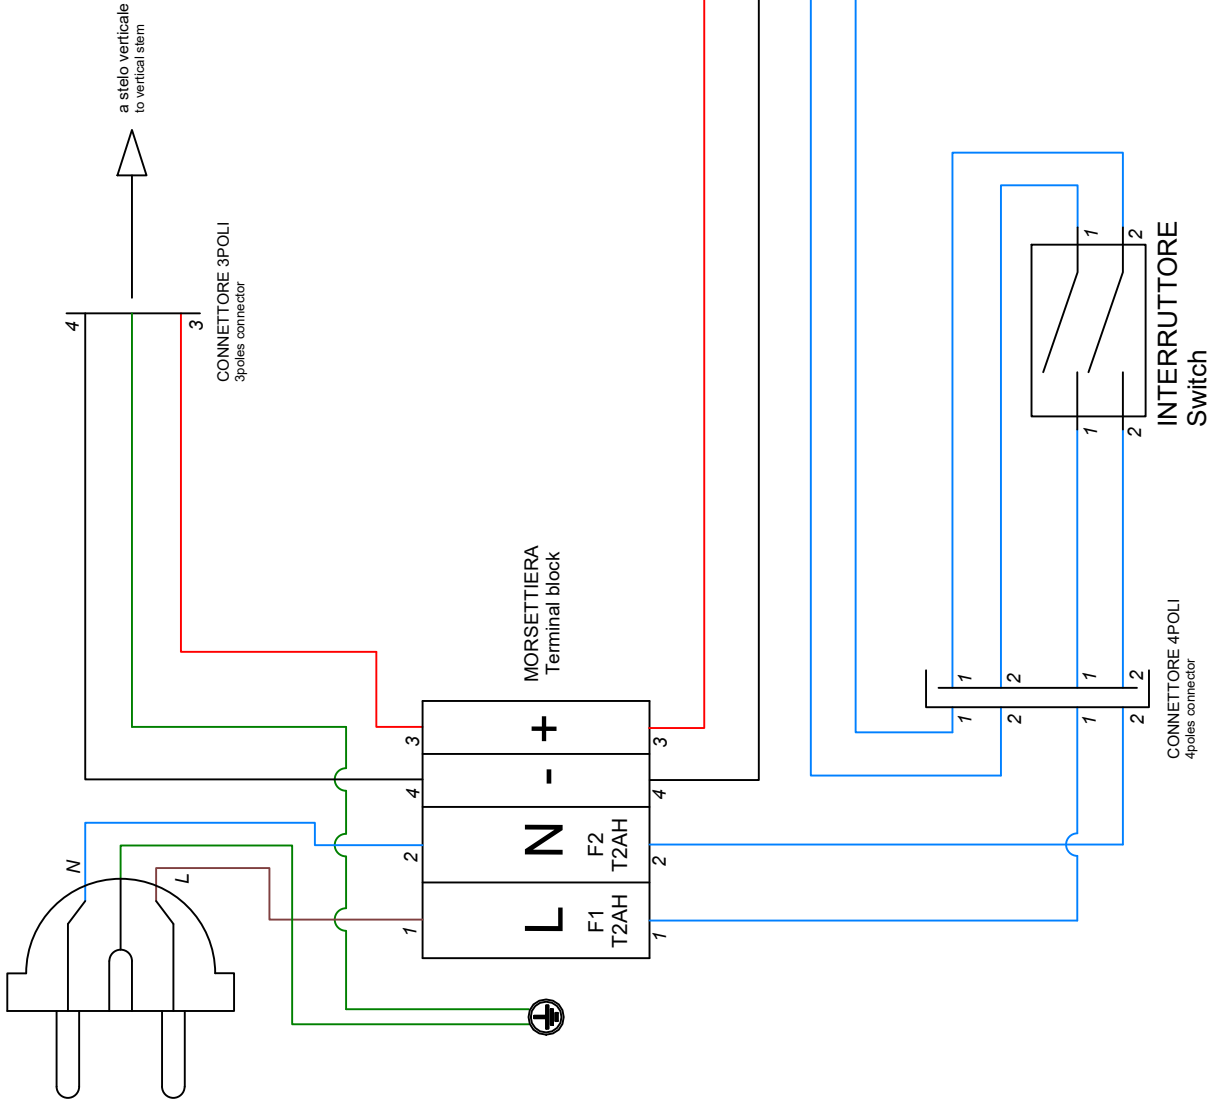 a stelo verticale
to vertical stem
4
3
CONNETTORE 3POLI
3poles connector
1
2
1
2
INTERRUTTORE
Switch
MORSETTIERA
Terminal block
1
2
1
2
1
2
1
2
CONNETTORE 4POLI
4poles connector
3
+
3
4
-
4
2
N
F2
T2AH
2
1
L
F1
T2AH
1
N
L